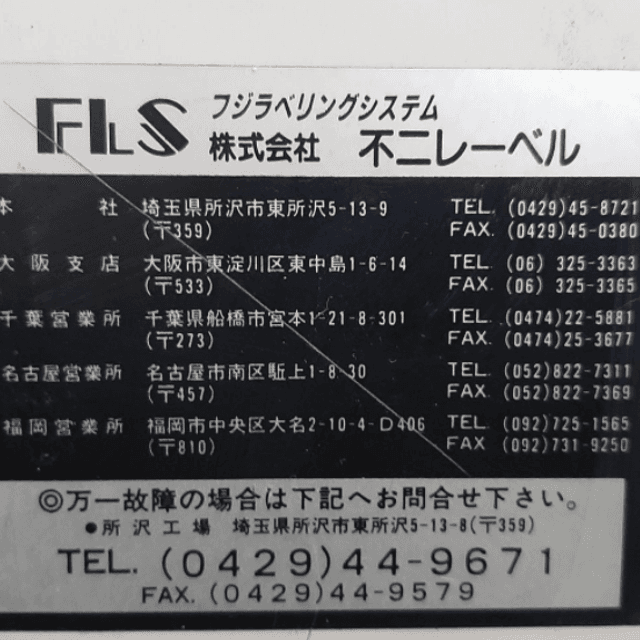 FLS フジラベリングシステム
株式会社 不二レーベル
本 社 埼玉県所沢市東所沢5-13-9 TEL. (0429)45-8721
(〒359) FAX. (0429)45-0380
大阪支店 大阪市東淀川区東中島1-6-14 TEL. (06) 325-3363
(〒533) FAX. (06) 325-3365
千葉営業所 千葉県船橋市宮本1-21-8-301 TEL. (0474)22-5881
(〒273) FAX. (0474)25-3677
名古屋営業所 名古屋市南区駈上1-8-30 TEL. (052)822-7311
(〒457) FAX. (052)822-7369
福岡営業所 福岡市中央区大名2-10-4-D406 TEL. (092)725-1565
(〒810) FAX (092)731-9250
◎万一故障の場合は下記へお問合せ下さい。
●所沢工場 埼玉県所沢市東所沢5-13-8(〒359)
TEL. (0429)44-9671
FAX. (0429)44-9579